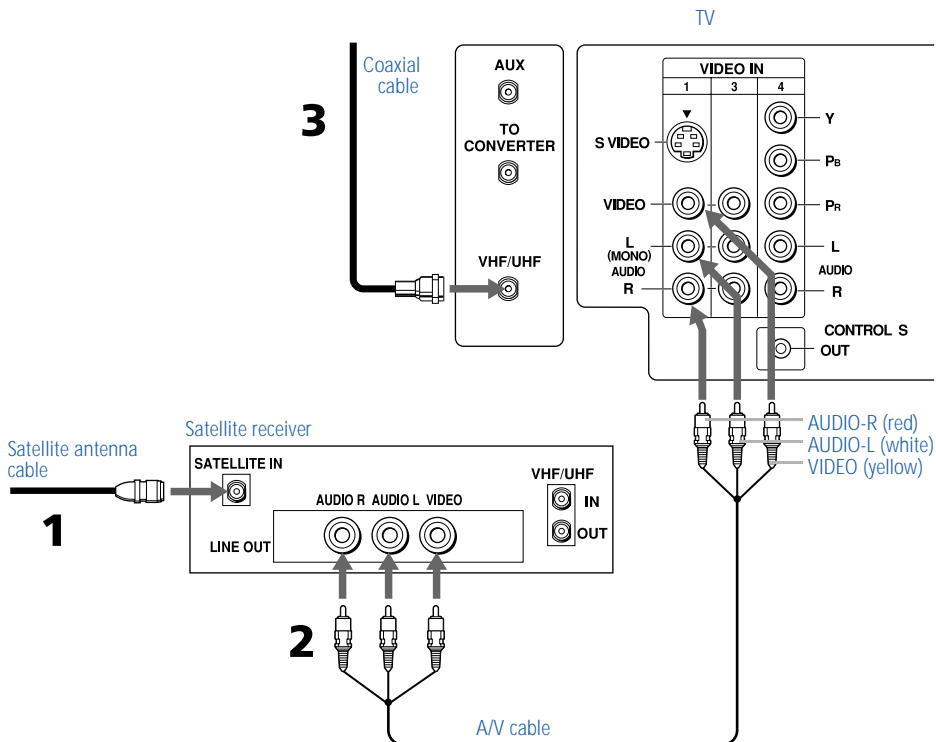 TV
3
Coaxial
cable
AUX
TO
CONVERTER
VHF/UHF
VIDEO IN
1 3 4
S VIDEO
VIDEO
L
(MONO)
AUDIO
R
Y
PB
PR
L
AUDIO
R
CONTROL S
OUT
AUDIO-R (red)
AUDIO-L (white)
VIDEO (yellow)
Satellite antenna
cable
1
Satellite receiver
SATELLITE IN
AUDIO R AUDIO L VIDEO
LINE OUT
VHF/UHF
IN
OUT
2
A/V cable